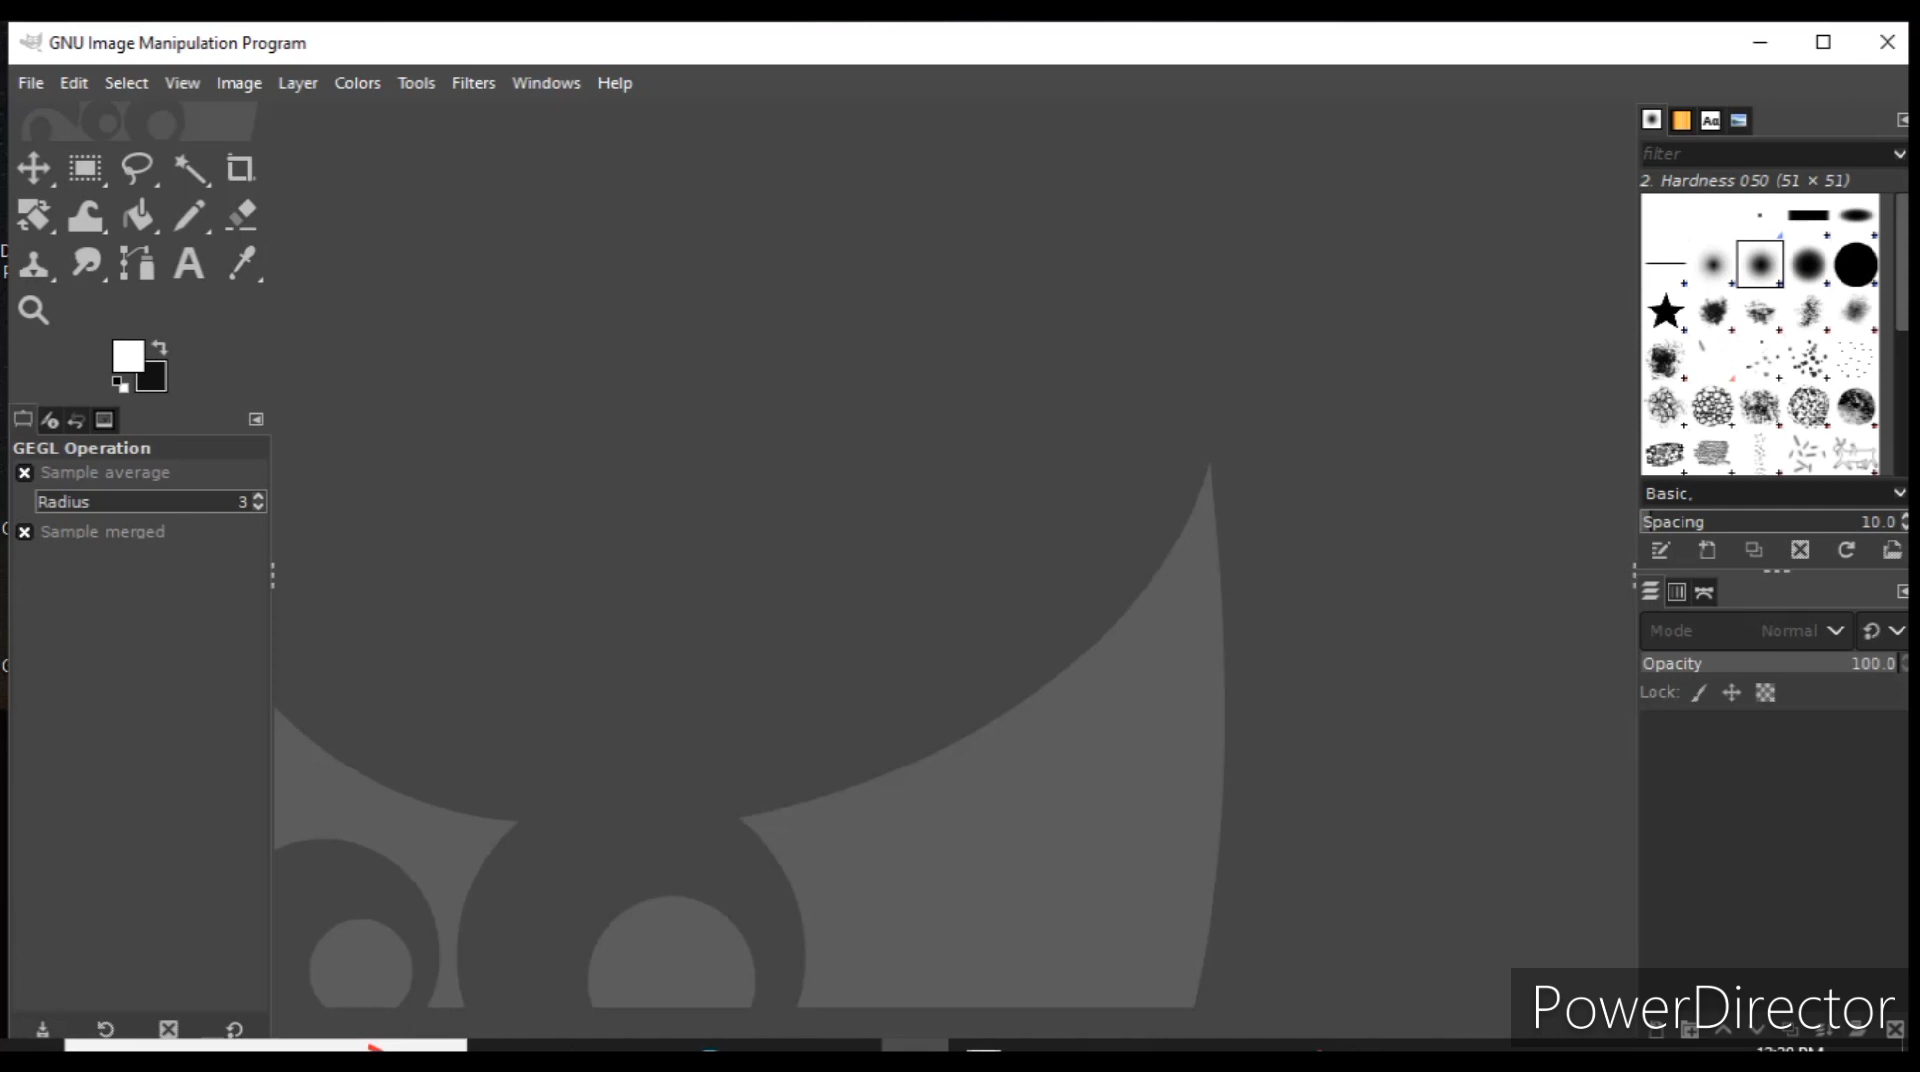 GNU Image Manipulation Program
File Edit Select View Image Layer Colors Tools Filters Windows Help
Aa
filter
2. Hardness 050 (51 × 51)
GEGL Operation
Sample average
Radius 3
Sample merged
Basic,
Spacing 10.0
Mode Normal
Opacity 100.0
Lock:
PowerDirector